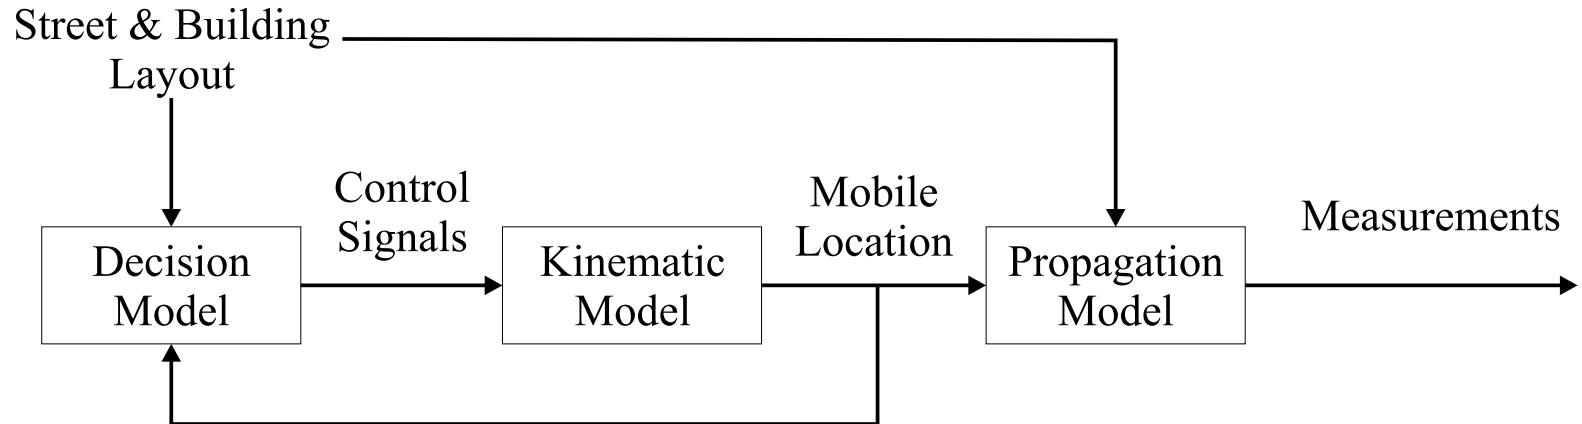 Street & Building
Layout
Control
Signals
Mobile
Location
Measurements
Decision
Model
Kinematic
Model
Propagation
Model